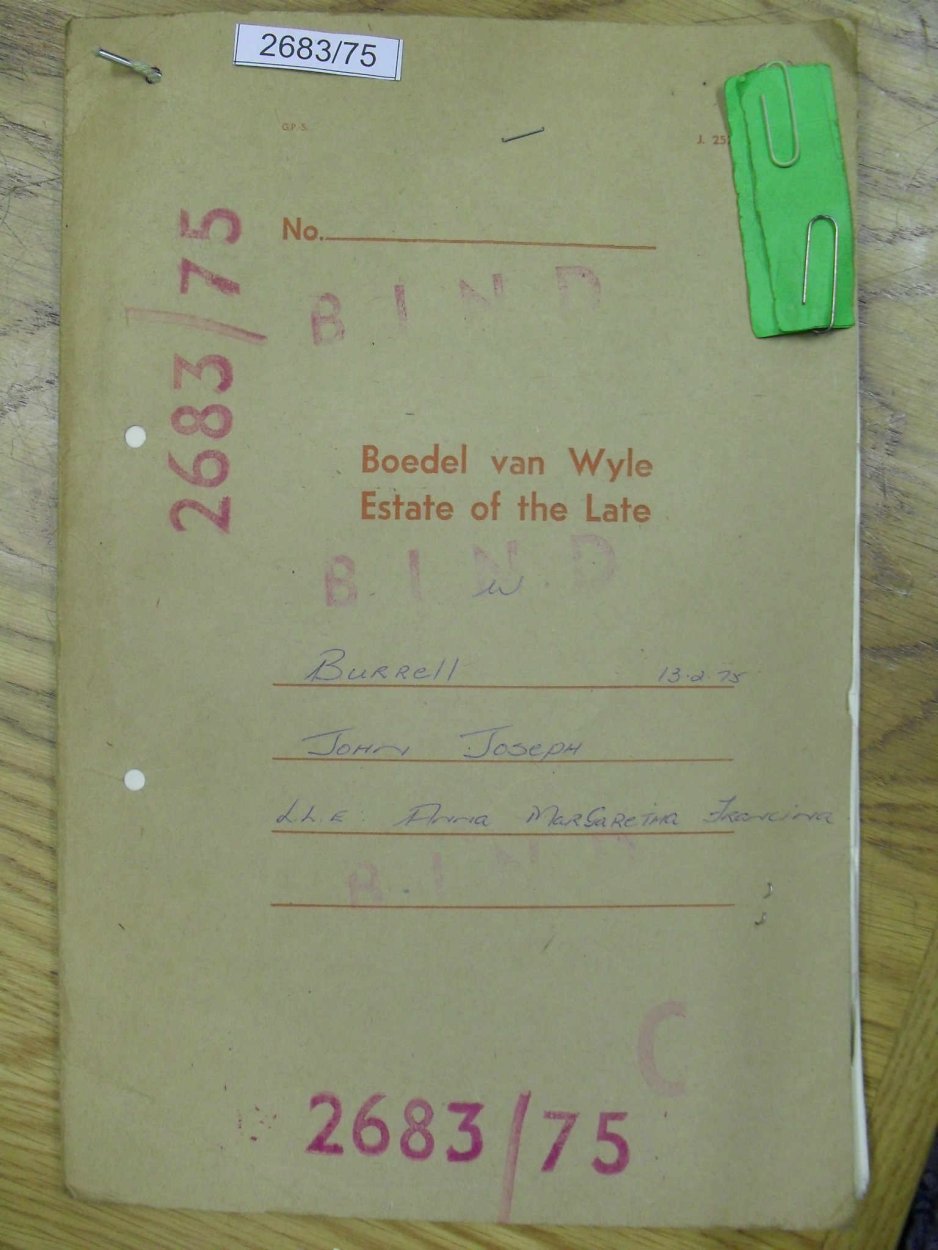 2683/75
G.P.S.
J. 25
No.
2683/75
BIND
Boedel van Wyle
Estate of the Late
BIND
Burrell 13.2.75
John Joseph
L.L.E. Anna Margaretha Francina
BIND
C
2683/75